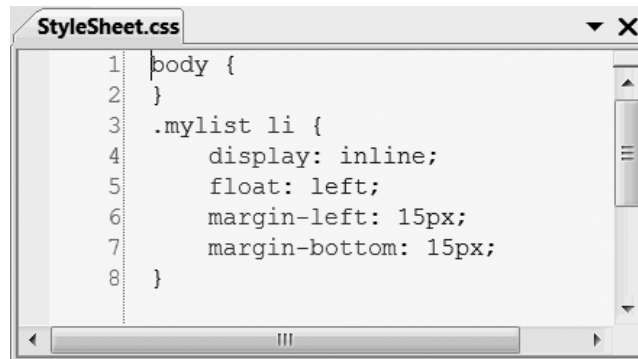 StyleSheet.css
1 body {
2 }
3 .mylist li {
4     display: inline;
5     float: left;
6     margin-left: 15px;
7     margin-bottom: 15px;
8 }